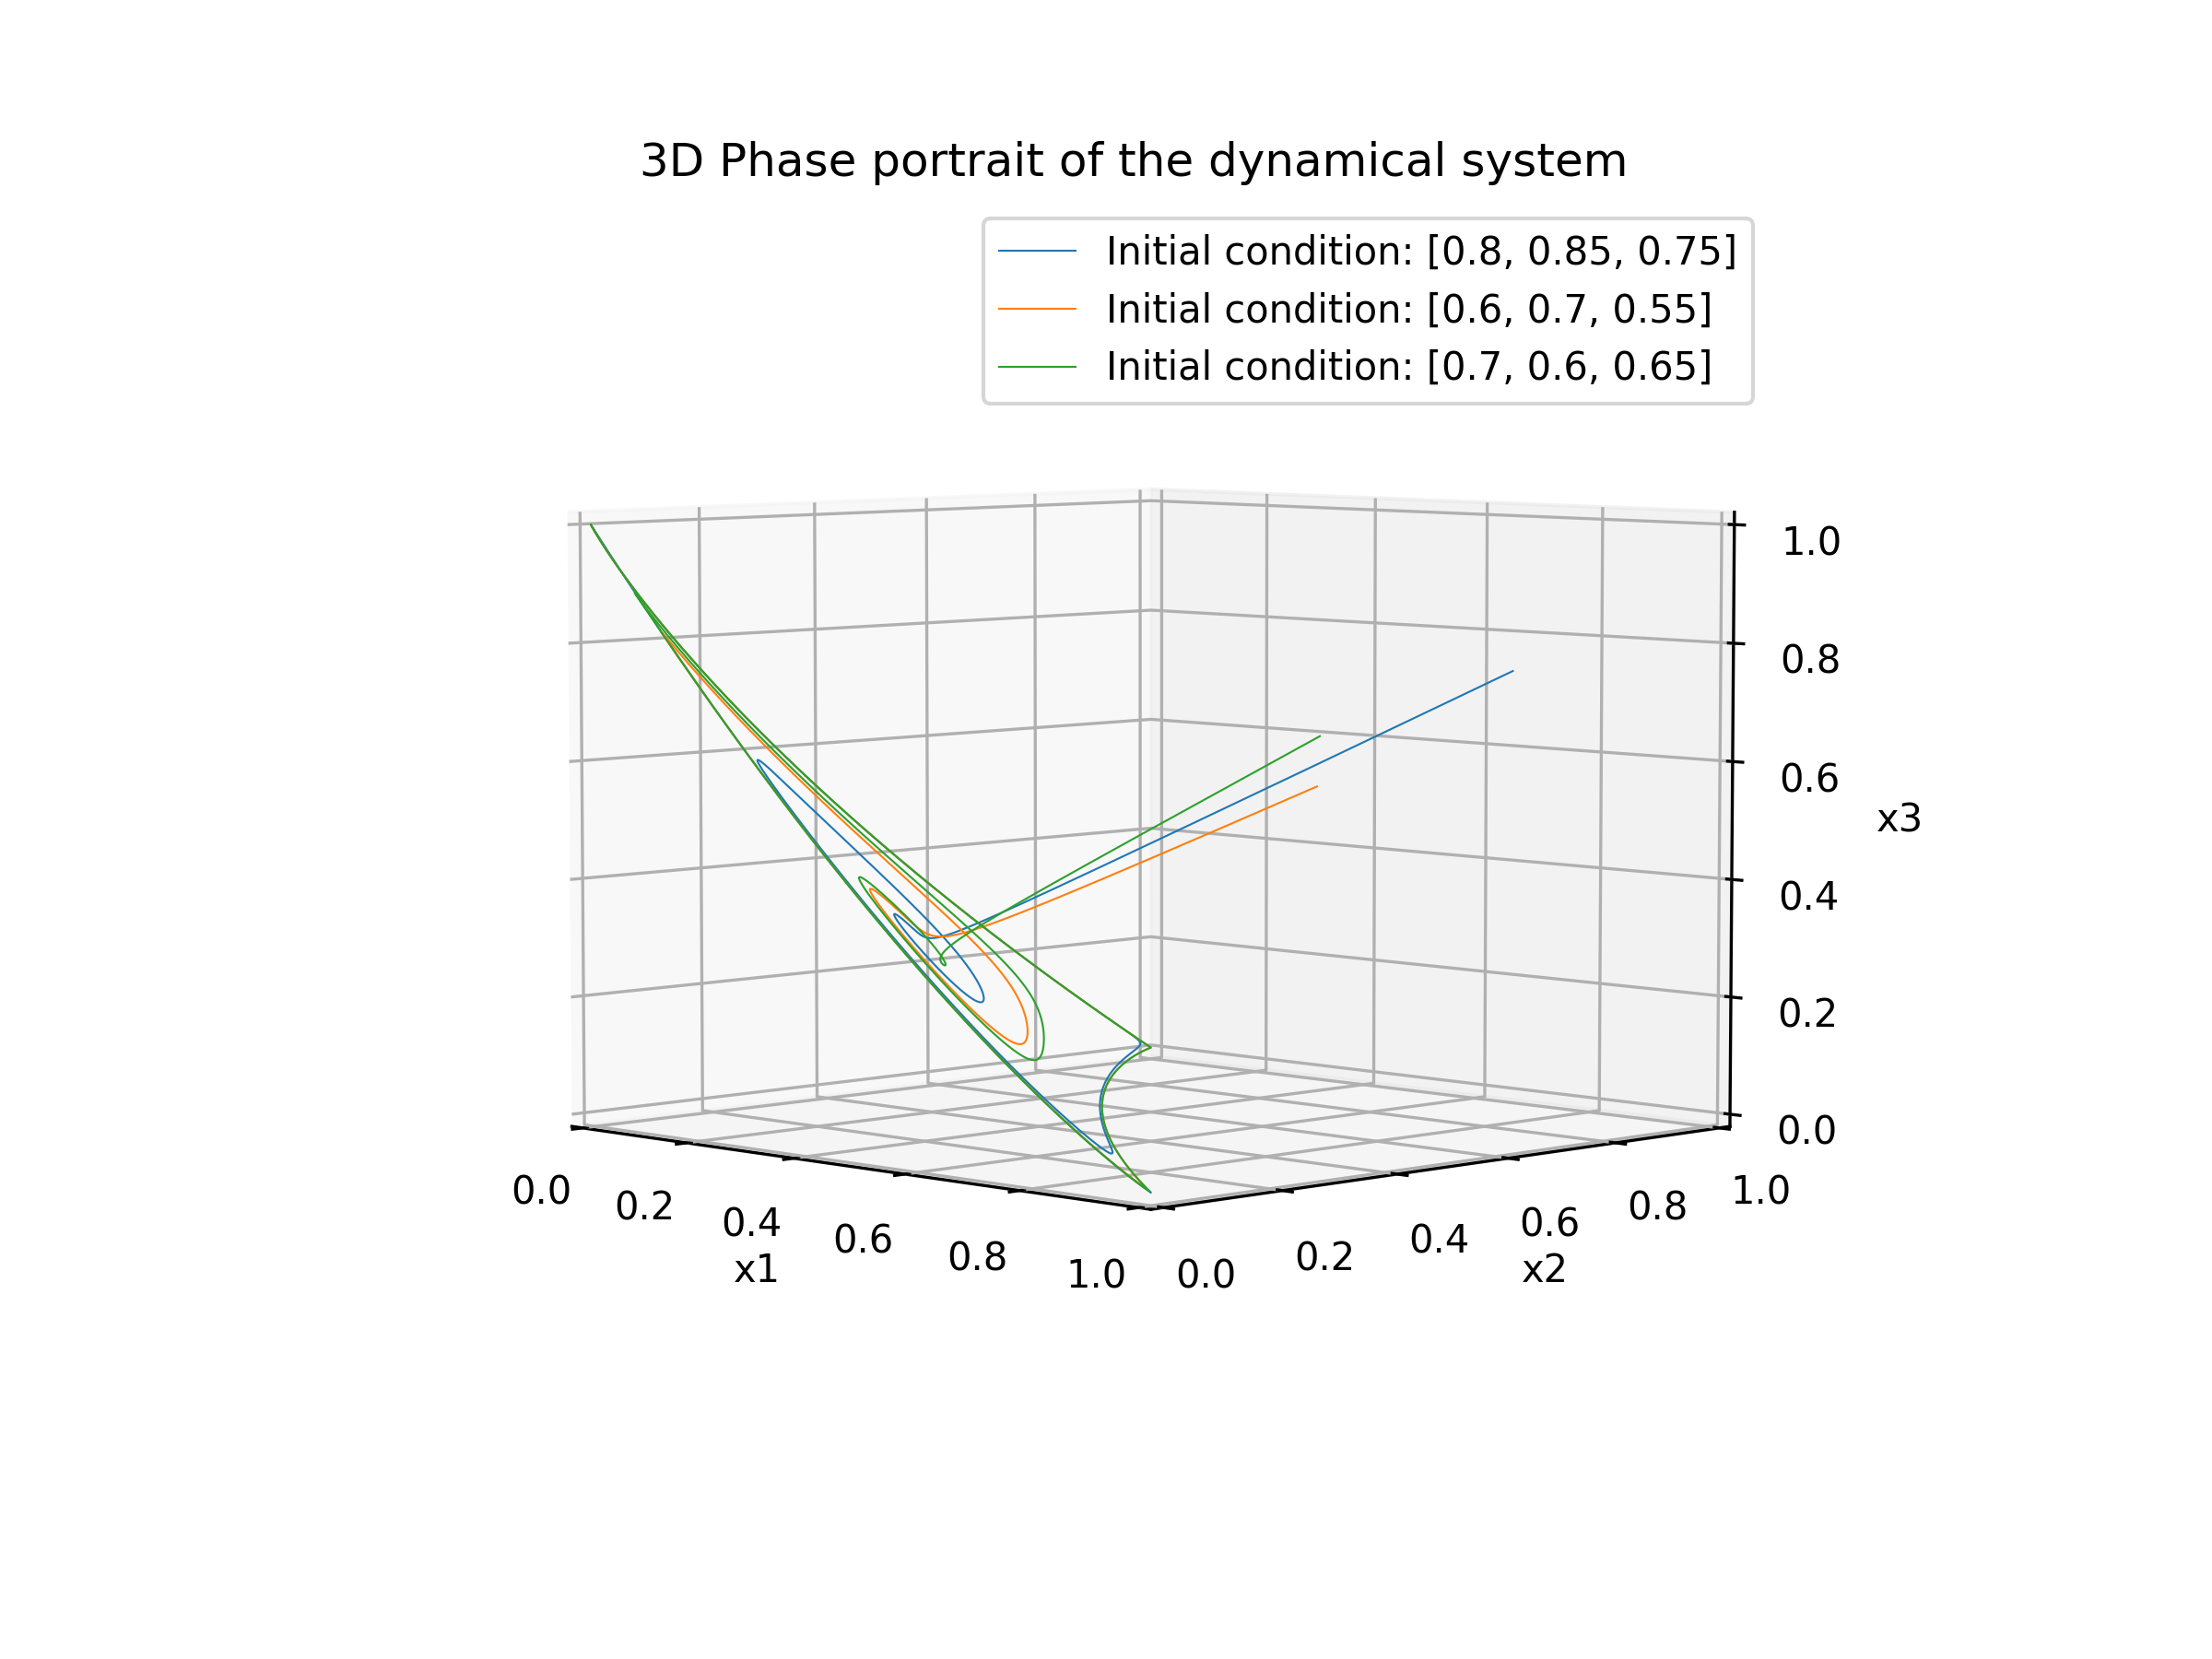 3D Phase portrait of the dynamical system
Initial condition: [0.8, 0.85, 0.75]
Initial condition: [0.6, 0.7, 0.55]
Initial condition: [0.7, 0.6, 0.65]
1.0
0.8
0.6
x3
0.4
0.2
0.0
0.0 0.2 0.4 0.6 0.8 1.0
x1
0.0 0.2 0.4 0.6 0.8 1.0
x2